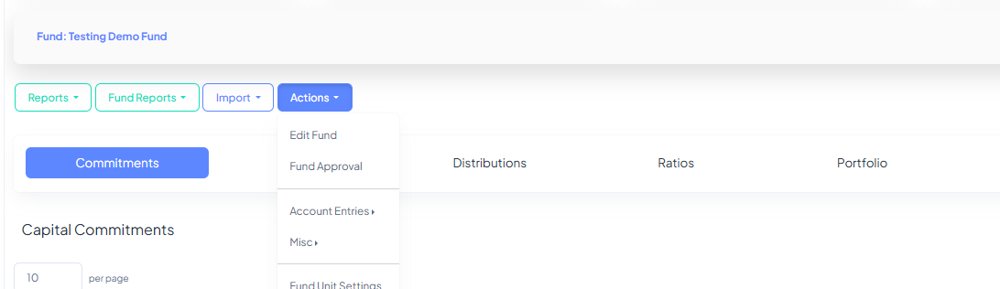 Fund: Testing Demo Fund
Reports
Fund Reports
Import
Actions
Edit Fund
Fund Approval
Account Entries
Misc
Fund Unit Settings
Commitments
Distributions
Ratios
Portfolio
Capital Commitments
10
per page